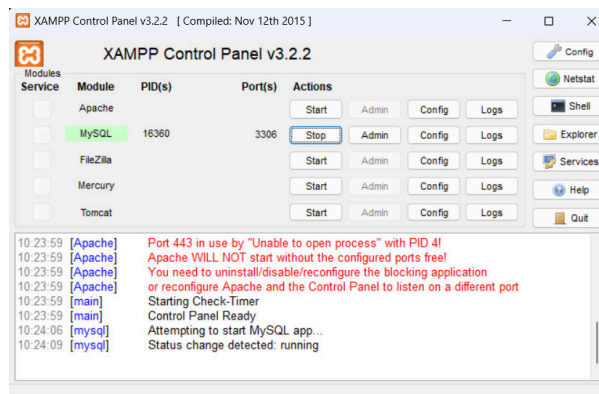 XAMPP Control Panel v3.2.2 [ Compiled: Nov 12th 2015 ]
XAMPP Control Panel v3.2.2
Config
Modules
Service Module PID(s) Port(s) Actions
Netstat
Apache Start Admin Config Logs
Shell
MySQL 16360 3306 Stop Admin Config Logs
Explorer
FileZilla Start Admin Config Logs
Services
Mercury Start Admin Config Logs
Help
Tomcat Start Admin Config Logs
Quit
10:23:59 [Apache] Port 443 in use by "Unable to open process" with PID 4!
10:23:59 [Apache] Apache WILL NOT start without the configured ports free!
10:23:59 [Apache] You need to uninstall/disable/reconfigure the blocking application
10:23:59 [Apache] or reconfigure Apache and the Control Panel to listen on a different port
10:23:59 [main] Starting Check-Timer
10:23:59 [main] Control Panel Ready
10:24:06 [mysql] Attempting to start MySQL app...
10:24:09 [mysql] Status change detected: running